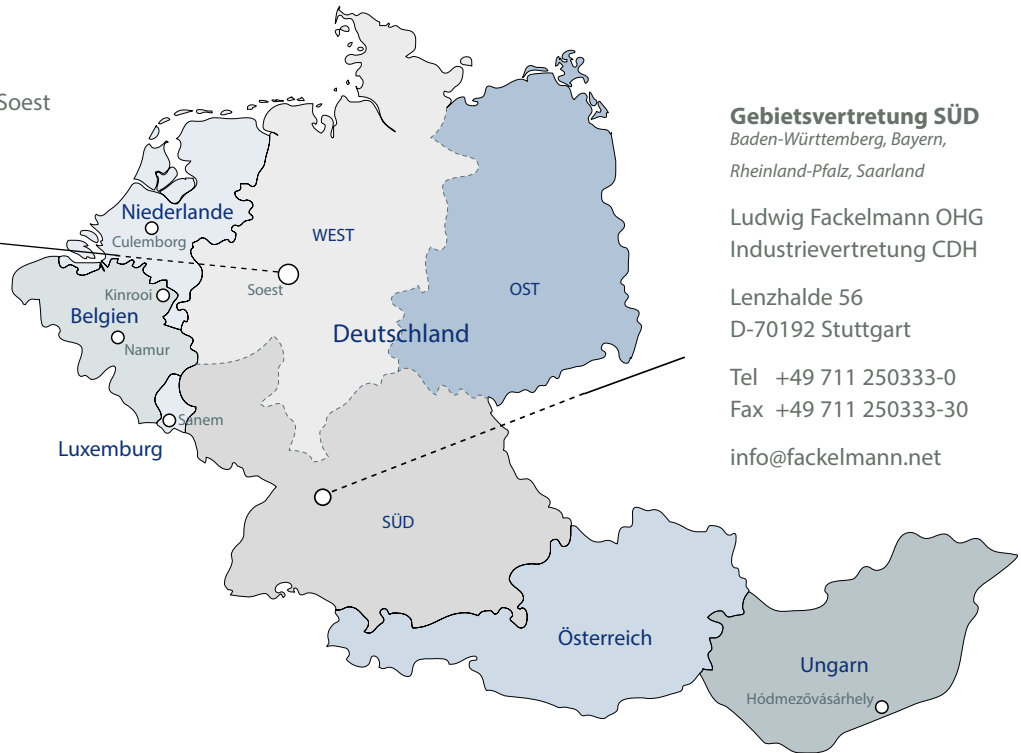 Soest
Niederlande
Culemborg
WEST
Soest
Kinrooi
Belgien
Namur
OST
Deutschland
Sanem
Luxemburg
SÜD
Österreich
Ungarn
Hódmezővásárhely
Gebietsvertretung SÜD
Baden-Württemberg, Bayern,
Rheinland-Pfalz, Saarland
Ludwig Fackelmann OHG
Industrievertretung CDH
Lenzhalde 56
D-70192 Stuttgart
Tel +49 711 250333-0
Fax +49 711 250333-30
info@fackelmann.net